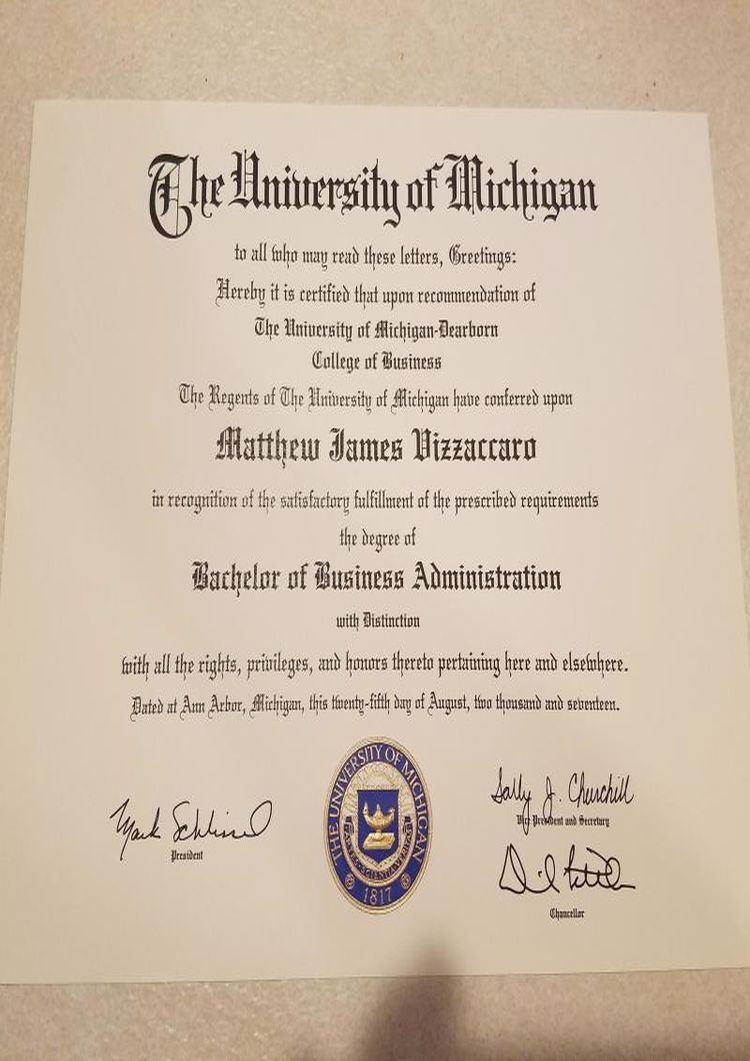 The University of Michigan
to all who may read these letters, Greetings:
Hereby it is certified that upon recommendation of
The University of Michigan-Dearborn
College of Business
The Regents of The University of Michigan have conferred upon
Matthew James Vizzaccaro
in recognition of the satisfactory fulfillment of the prescribed requirements
the degree of
Bachelor of Business Administration
with Distinction
with all the rights, privileges, and honors thereto pertaining here and elsewhere.
Dated at Ann Arbor, Michigan, this twenty-fifth day of August, two thousand and seventeen.
Mark Schlissel
President
THE UNIVERSITY OF MICHIGAN
ARTES SCIENTIA VERITAS
1817
Sally J. Churchill
Vice President and Secretary
Chancellor